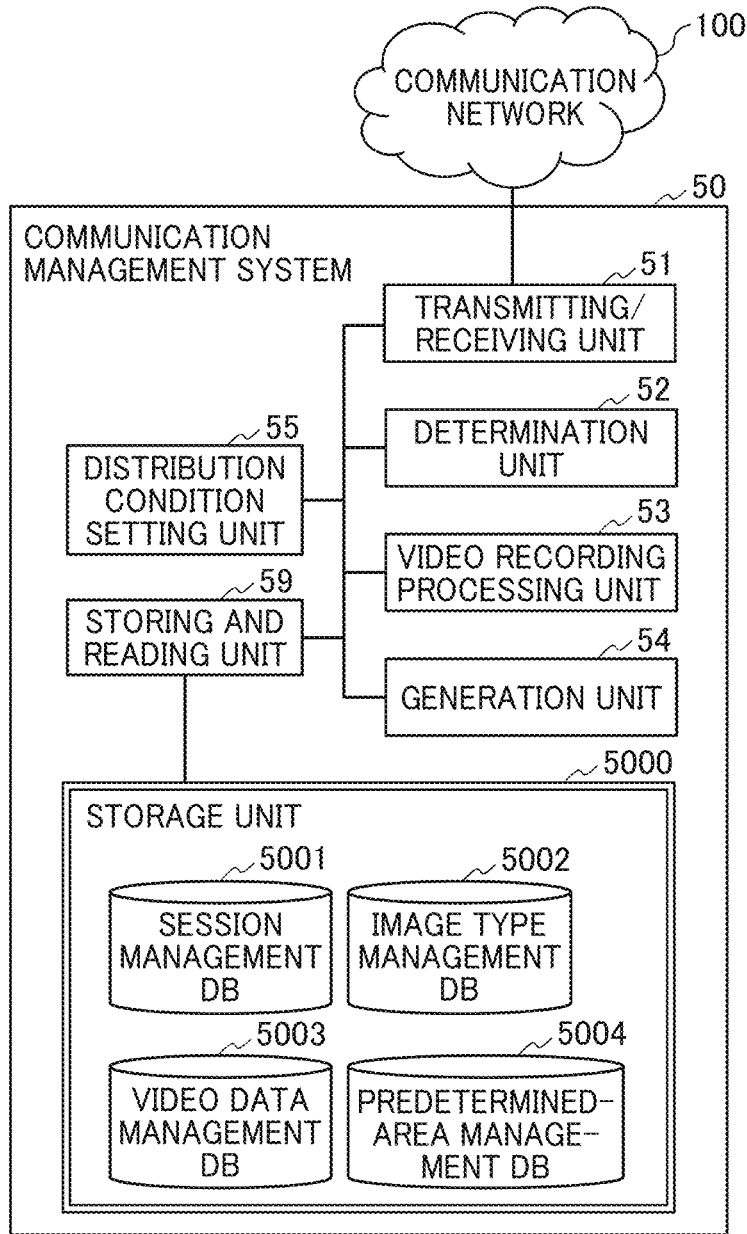 100
COMMUNICATION
NETWORK
50
COMMUNICATION
MANAGEMENT SYSTEM
51
TRANSMITTING/
RECEIVING UNIT
52
DETERMINATION
UNIT
55
DISTRIBUTION
CONDITION
SETTING UNIT
53
VIDEO RECORDING
PROCESSING UNIT
59
STORING AND
READING UNIT
54
GENERATION UNIT
5000
STORAGE UNIT
5001
SESSION
MANAGEMENT
DB
5002
IMAGE TYPE
MANAGEMENT
DB
5003
VIDEO DATA
MANAGEMENT
DB
5004
PREDETERMINED-
AREA MANAGE-
MENT DB